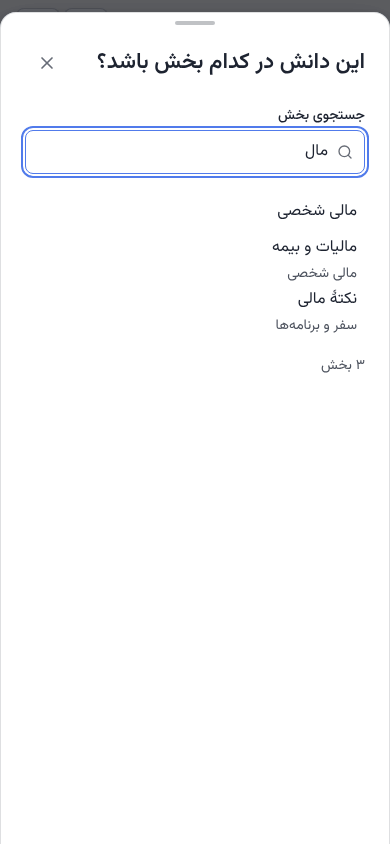 این دانش در کدام بخش باشد؟
جستجوی بخش
مال
مالی شخصی
مالیات و بیمه
مالی شخصی
نکتهٔ مالی
سفر و برنامه‌ها
۳ بخش